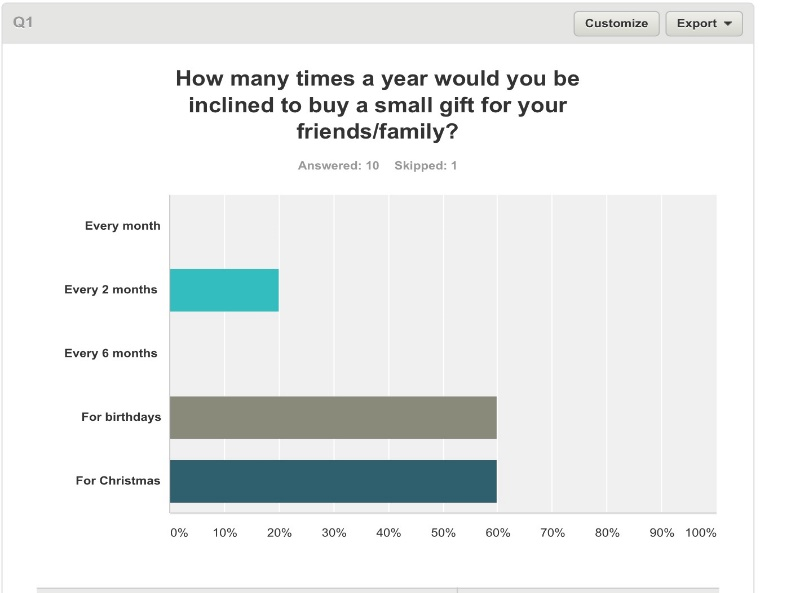 Q1
Customize
Export
How many times a year would you be
inclined to buy a small gift for your
friends/family?
Answered: 10 Skipped: 1
Every month
Every 2 months
Every 6 months
For birthdays
For Christmas
0% 10% 20% 30% 40% 50% 60% 70% 80% 90% 100%